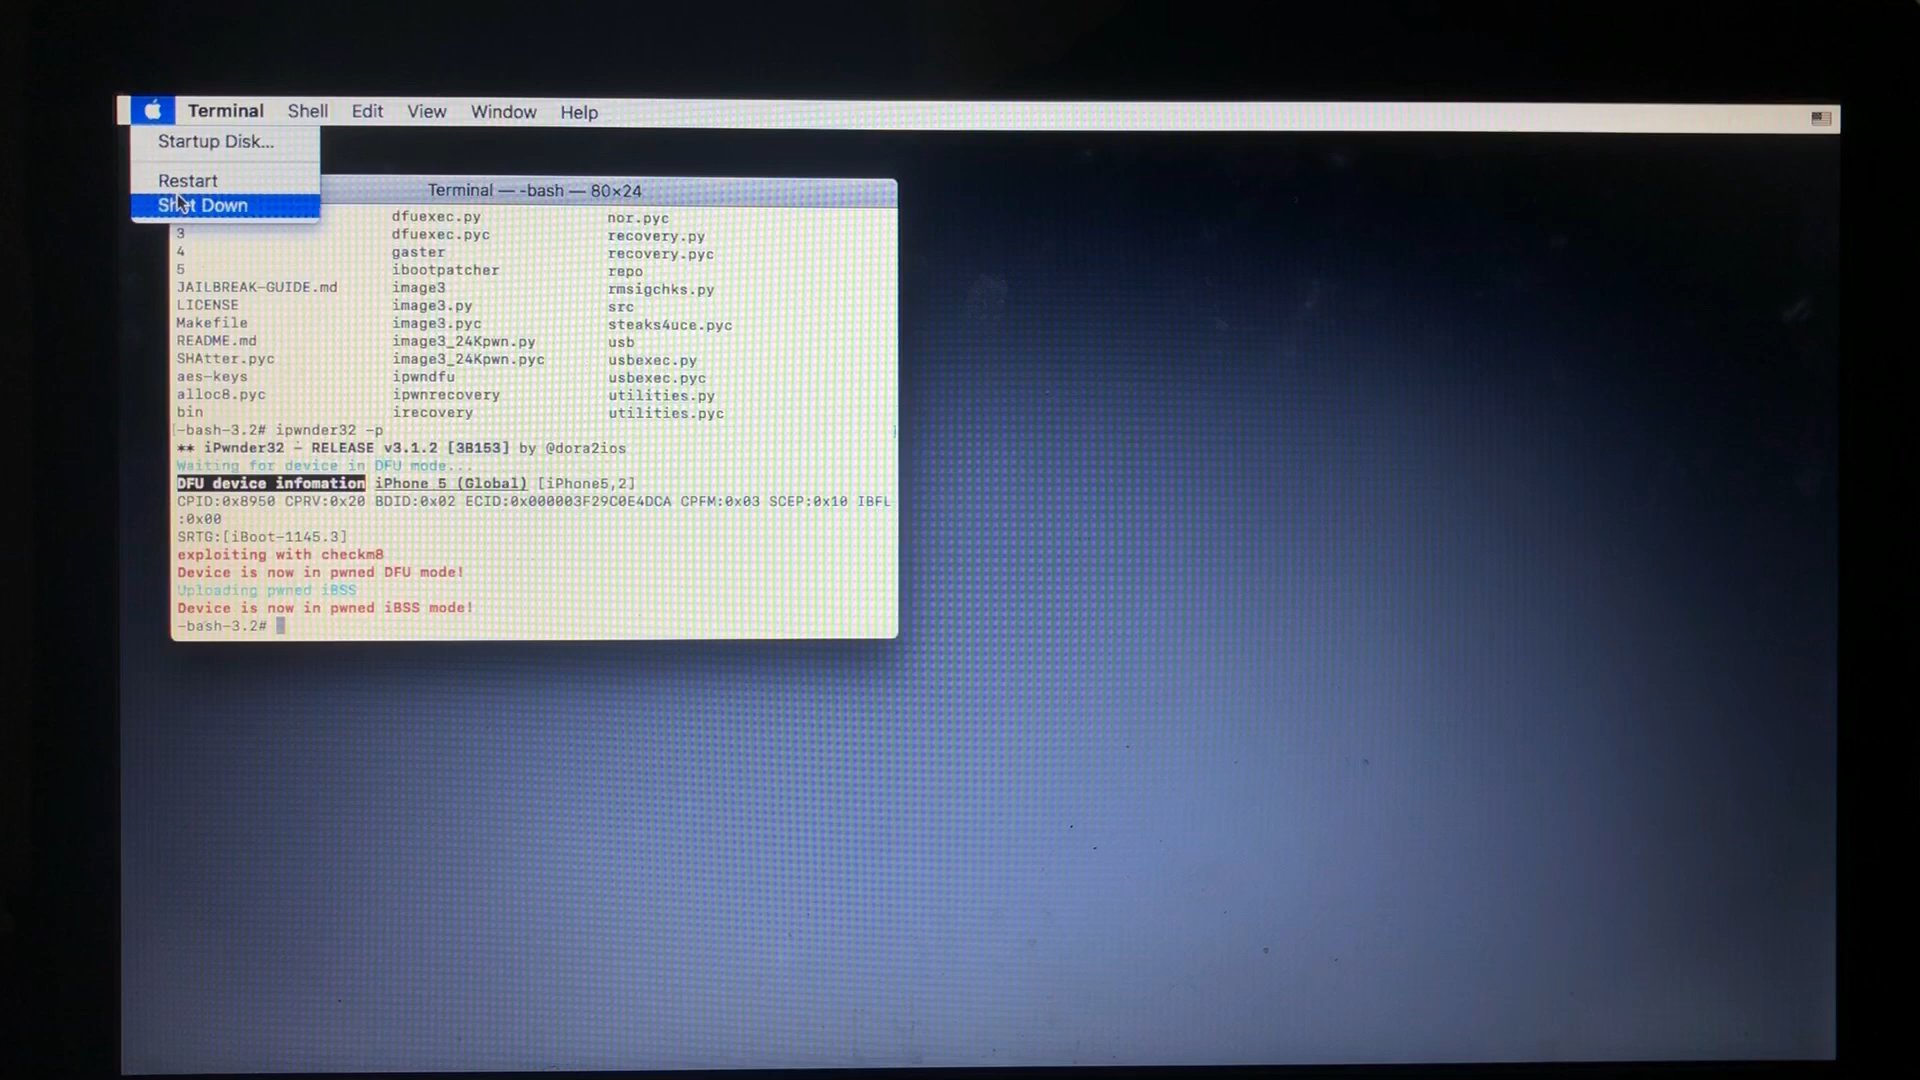 Terminal Shell Edit View Window Help
Startup Disk...
Restart
Shut Down
Terminal — -bash — 80×24
dfuexec.py nor.pyc
3 dfuexec.pyc recovery.py
4 gaster recovery.pyc
5 ibootpatcher repo
JAILBREAK-GUIDE.md image3 rmsigchks.py
LICENSE image3.py src
Makefile image3.pyc steaks4uce.pyc
README.md image3_24Kpwn.py usb
SHAtter.pyc image3_24Kpwn.pyc usbexec.py
aes-keys ipwndfu usbexec.pyc
alloc8.pyc ipwnrecovery utilities.py
bin irecovery utilities.pyc
-bash-3.2# ipwnder32 -p
** iPwnder32 - RELEASE v3.1.2 [3B153] by @dora2ios
Waiting for device in DFU mode...
DFU device infomation iPhone 5 (Global) [iPhone5,2]
CPID:0x8950 CPRV:0x20 BDID:0x02 ECID:0x000003F29C0E4DCA CPFM:0x03 SCEP:0x10 IBFL
:0x00
SRTG:[iBoot-1145.3]
exploiting with checkm8
Device is now in pwned DFU mode!
Uploading pwned iBSS
Device is now in pwned iBSS mode!
-bash-3.2#